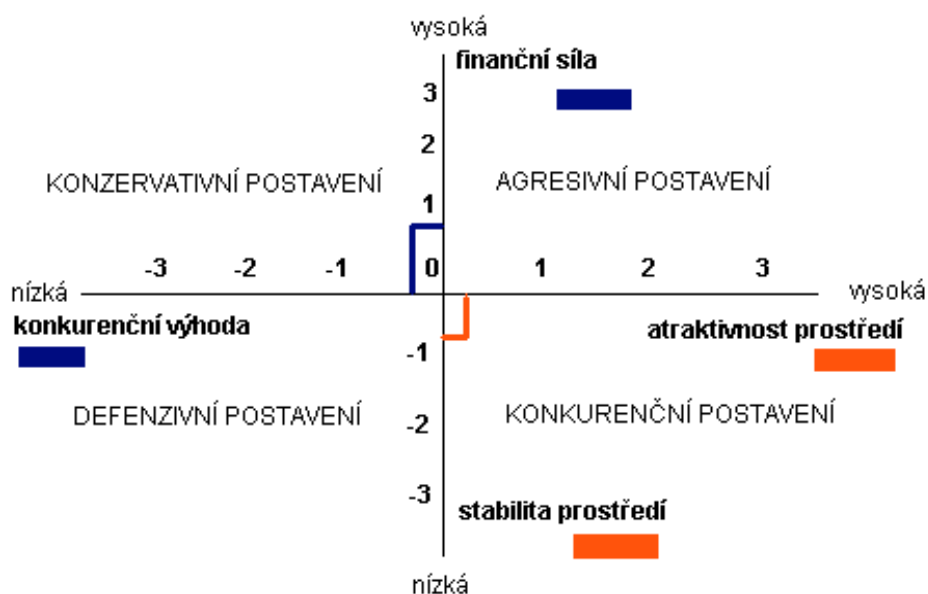 vysoká
finanční síla
3
2
KONZERVATIVNÍ POSTAVENÍ
AGRESIVNÍ POSTAVENÍ
1
-3 -2 -1 0 1 2 3
nízká
vysoká
konkurenční výhoda
atraktivnost prostředí
-1
DEFENZIVNÍ POSTAVENÍ
KONKURENČNÍ POSTAVENÍ
-2
-3
stabilita prostředí
nízká